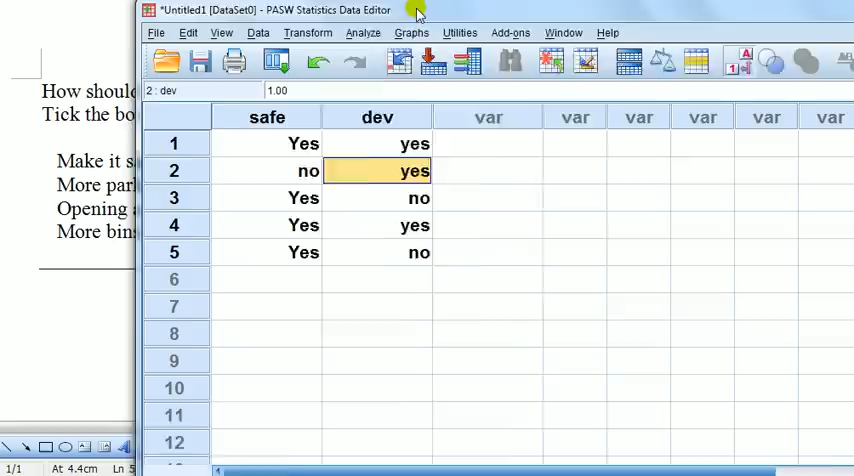 *Untitled1 [DataSet0] - PASW Statistics Data Editor
File Edit View Data Transform Analyze Graphs Utilities Add-ons Window Help
2 : dev 1.00
safe dev var var var var var
1 Yes yes
2 no yes
3 Yes no
4 Yes yes
5 Yes no
6
7
8
9
10
11
12
How should
Tick the bo
Make it s
More park
Opening a
More bins
1/1 At 4.4cm Ln 5